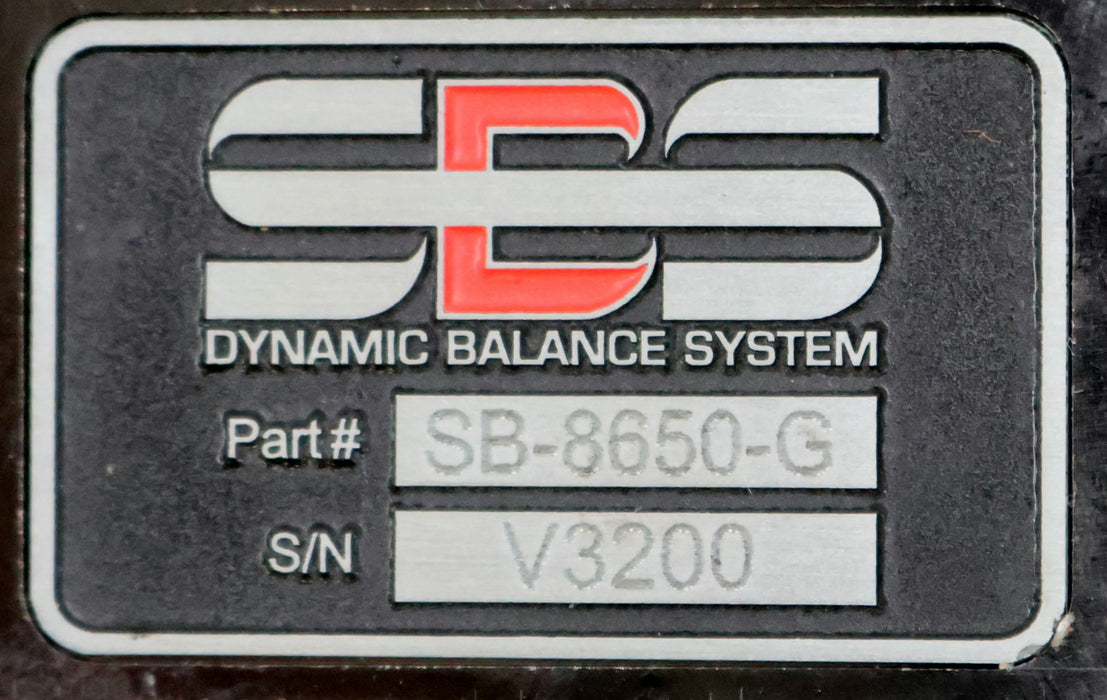 SBS
DYNAMIC BALANCE SYSTEM
Part # SB-8650-G
S/N V3200